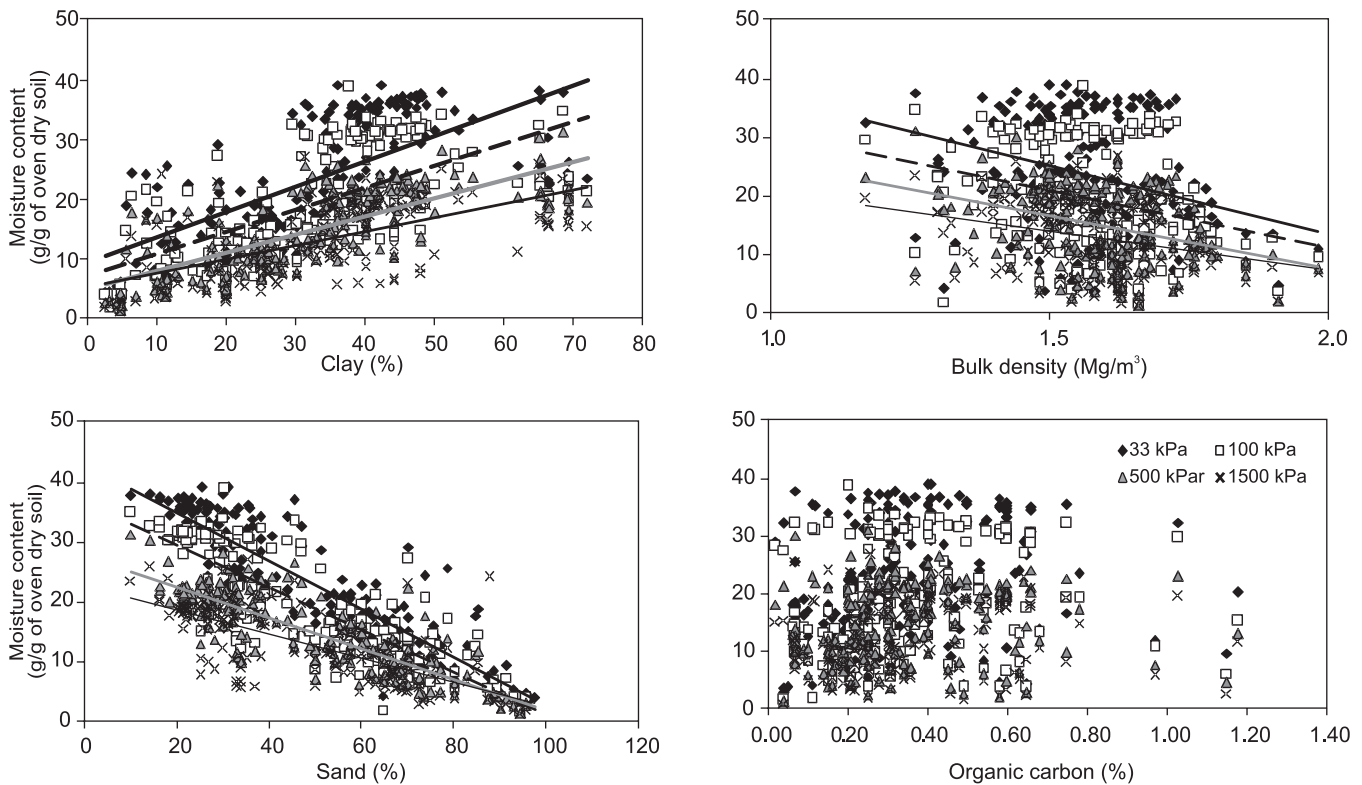 50
40
30
20
10
0
Moisture content
(g/g of oven dry soil)
0 10 20 30 40 50 60 70 80
Clay (%)
50
40
30
20
10
0
1.0 1.5 2.0
Bulk density (Mg/m³)
50
40
30
20
10
0
Moisture content
(g/g of oven dry soil)
0 20 40 60 80 100 120
Sand (%)
50
40
30
20
10
0
33 kPa 100 kPa
500 kPar 1500 kPa
0.00 0.20 0.40 0.60 0.80 1.00 1.20 1.40
Organic carbon (%)